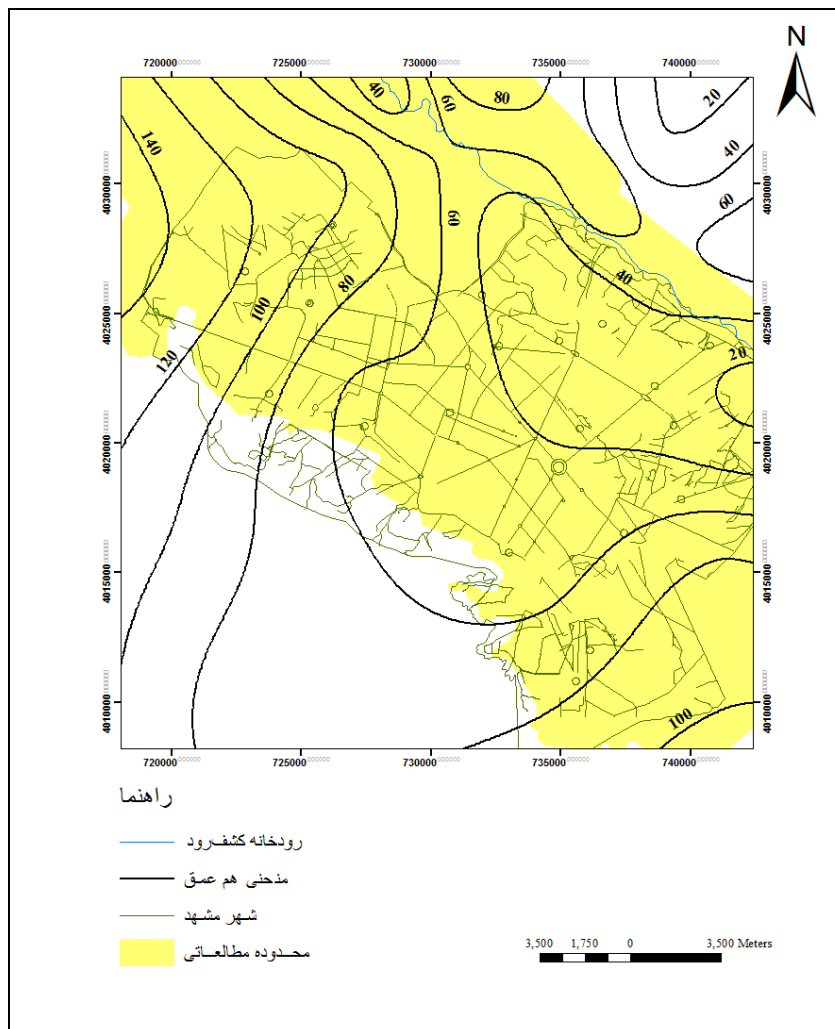 N
720000 725000 730000 735000 740000
40 60 80 20
140 40
4030000 4030000
60
60
80 40
100
4025000 4025000
120 20
4020000 4020000
4015000 4015000
4010000 100 4010000
720000 725000 730000 735000 740000
راهنما
رودخانه کشف‌رود
منحنی هم عمق
شهر مشهد
محدوده مطالعاتی
3,500 1,750 0 3,500 Meters